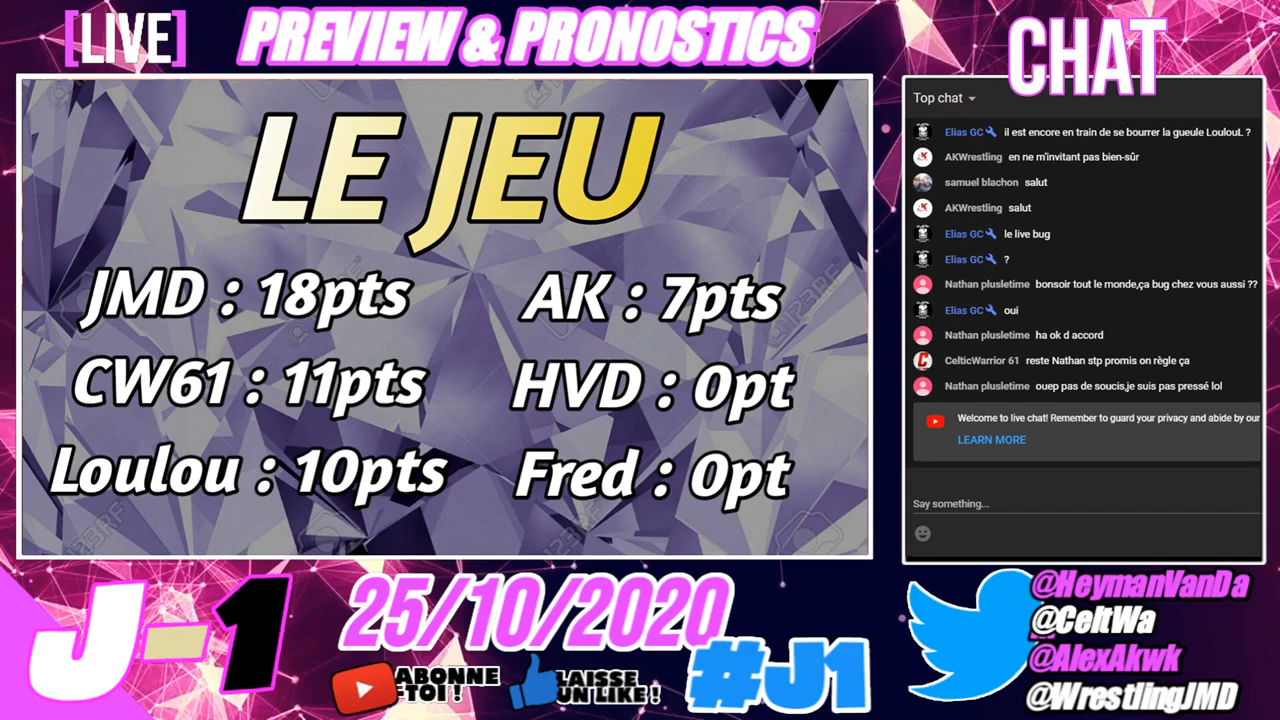 [LIVE]
PREVIEW & PRONOSTICS
CHAT
LE JEU
JMD : 18pts
AK : 7pts
CW61 : 11pts
HVD : 0pt
Loulou : 10pts
Fred : 0pt
Top chat
Elias GC il est encore en train de se bourrer la gueule LoulouL ?
AKWrestling en ne m'invitant pas bien-sûr
samuel blachon salut
AKWrestling salut
Elias GC le live bug
Elias GC ?
Nathan plusletime bonsoir tout le monde,ça bug chez vous aussi ??
Elias GC oui
Nathan plusletime ha ok d accord
CelticWarrior 61 reste Nathan stp promis on règle ça
Nathan plusletime ouep pas de soucis,je suis pas pressé lol
Welcome to live chat! Remember to guard your privacy and abide by our
LEARN MORE
Say something...
J-1
25/10/2020
ABONNE
-TOI !
LAISSE
UN LIKE !
#J1
@HeymanVanDa
@CeltWa
@AlexAkwk
@WrestlingJMD
123RF